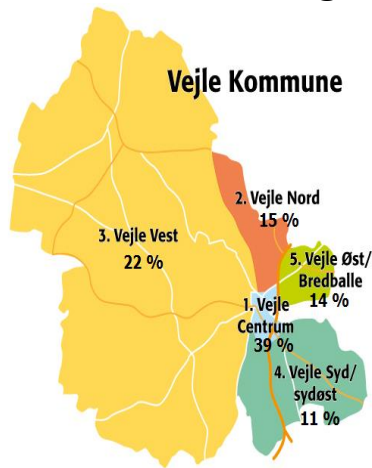 Vejle Kommune
2. Vejle Nord
15 %
3. Vejle Vest
22 %
5. Vejle Øst/
Bredballe
14 %
1. Vejle
Centrum
39 %
4. Vejle Syd/
sydøst
11 %